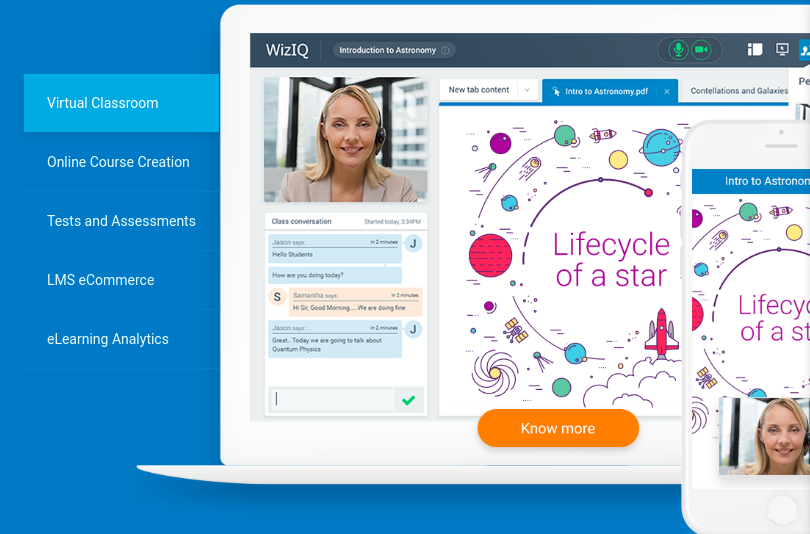 Virtual Classroom
Online Course Creation
Tests and Assessments
LMS eCommerce
eLearning Analytics
WizIQ
Introduction to Astronomy
New tab content
Intro to Astronomy.pdf
Contellations and Galaxies
Pe
Class conversation
Started today, 3:34PM
Jason says:
in 2 minutes
J
Hello Students
How are you doing today?
S
Samantha says:
in 2 minutes
Hi Sir, Good Morning.....We are doing fine
Jason says:
in 2 minutes
J
Great.. Today we are going to talk about
Quantum Physics
Lifecycle
of a star
Know more
Intro to Astronon
Lifecyc
of a st